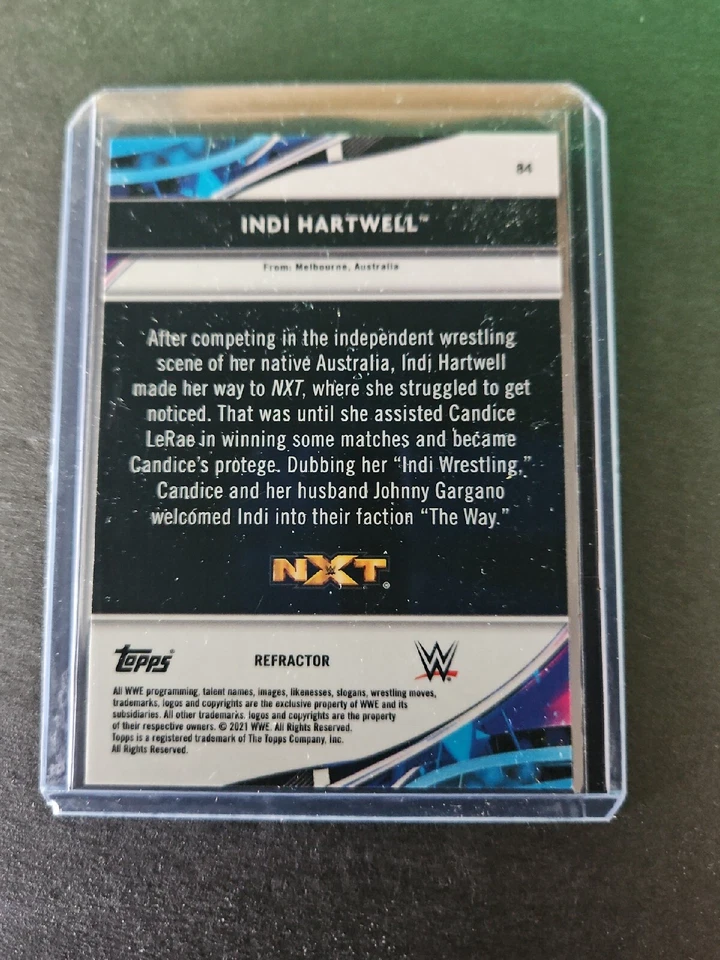 84
INDI HARTWELL™
From: Melbourne, Australia
After competing in the independent wrestling
scene of her native Australia, Indi Hartwell
made her way to NXT, where she struggled to get
noticed. That was until she assisted Candice
LeRae in winning some matches and became
Candice's protege. Dubbing her “Indi Wrestling,”
Candice and her husband Johnny Gargano
welcomed Indi into their faction “The Way.”
NXT®
Topps®
REFRACTOR
W
All WWE programming, talent names, images, likenesses, slogans, wrestling moves,
trademarks, logos and copyrights are the exclusive property of WWE and its
subsidiaries. All other trademarks, logos and copyrights are the property
of their respective owners. © 2021 WWE. All Rights Reserved.
Topps is a registered trademark of The Topps Company, Inc.
All Rights Reserved.